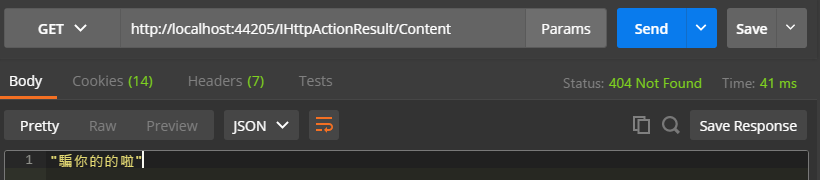 GET http://localhost:44205/IHttpActionResult/Content Params Send Save
Body Cookies (14) Headers (7) Tests Status: 404 Not Found Time: 41 ms
Pretty Raw Preview JSON Save Response
1 "騙你的的啦"